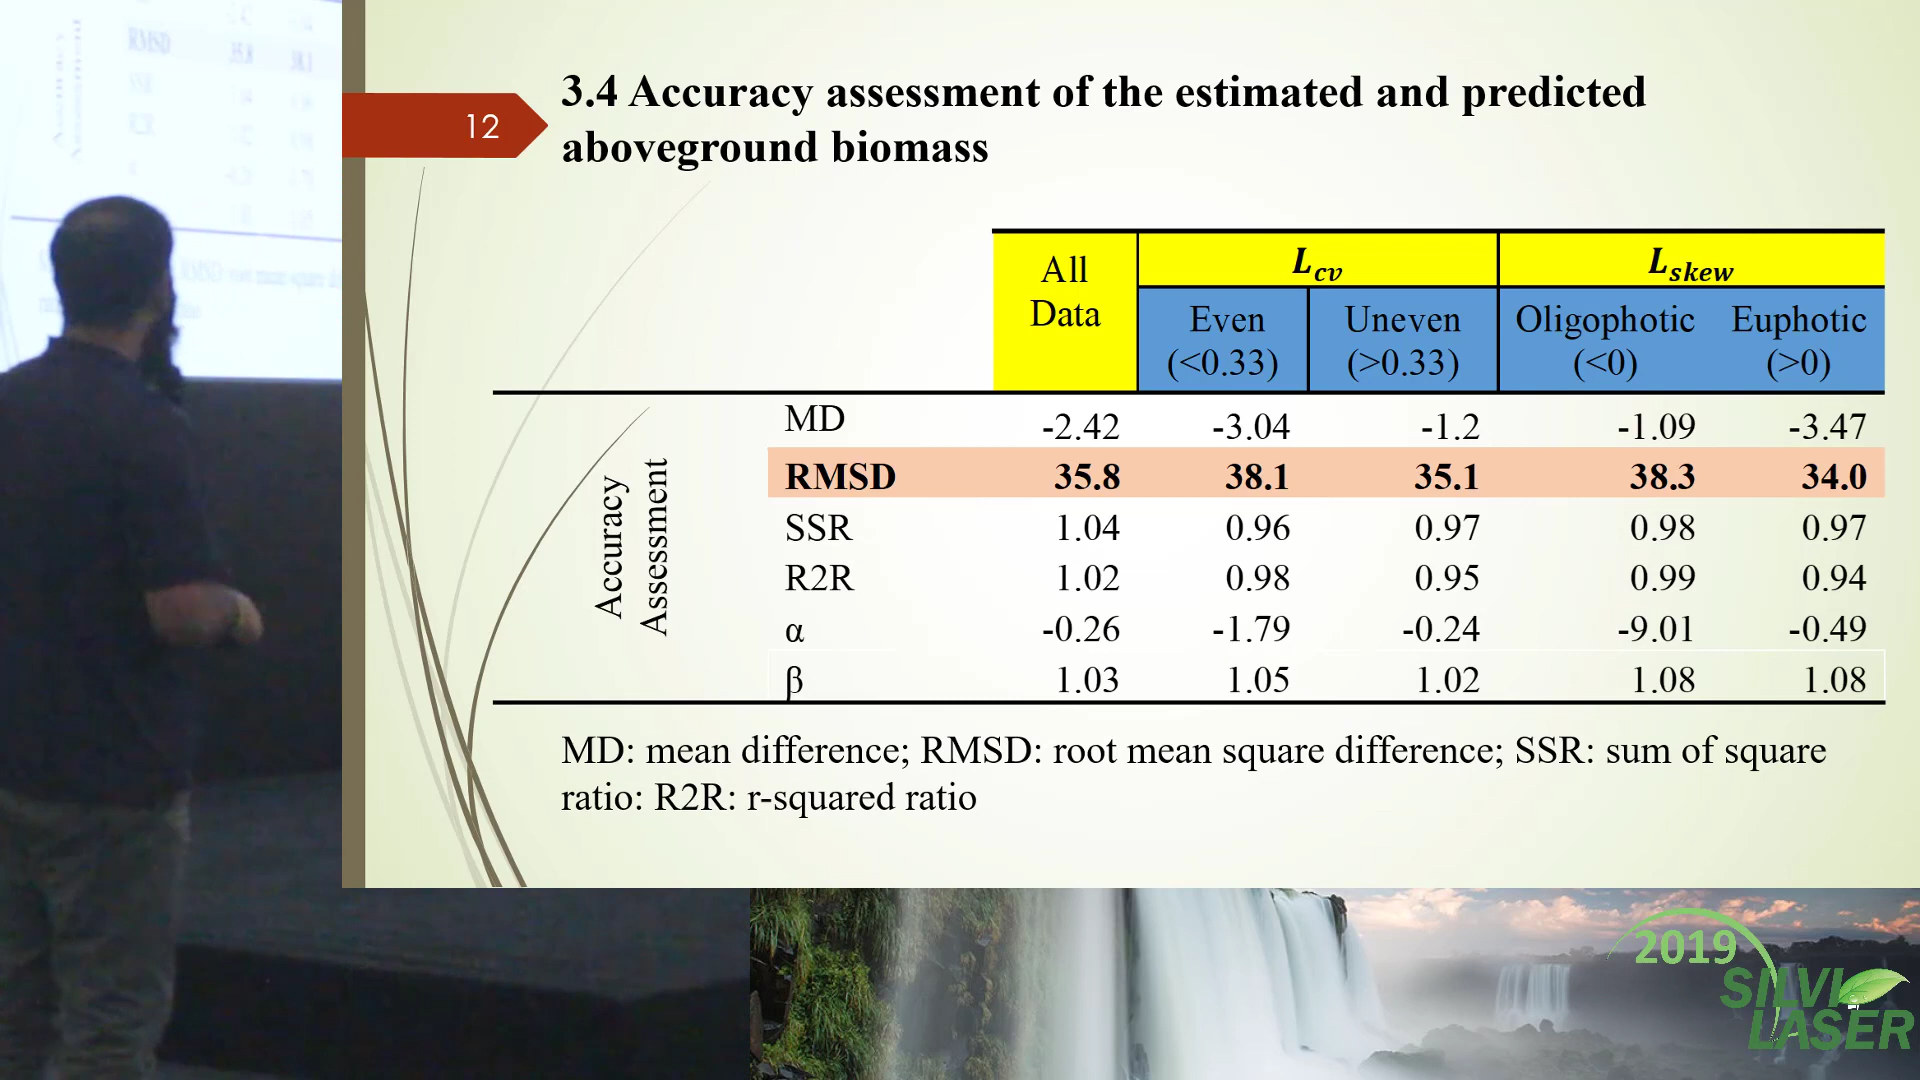 12
3.4 Accuracy assessment of the estimated and predicted
aboveground biomass
All
Data
Lcv
Lskew
Even
(<0.33)
Uneven
(>0.33)
Oligophotic
(<0)
Euphotic
(>0)
Accuracy
Assessment
MD -2.42 -3.04 -1.2 -1.09 -3.47
RMSD 35.8 38.1 35.1 38.3 34.0
SSR 1.04 0.96 0.97 0.98 0.97
R2R 1.02 0.98 0.95 0.99 0.94
α -0.26 -1.79 -0.24 -9.01 -0.49
β 1.03 1.05 1.02 1.08 1.08
MD: mean difference; RMSD: root mean square difference; SSR: sum of square
ratio: R2R: r-squared ratio
RMSD 35.8 38.1
2019
SILVI
LASER